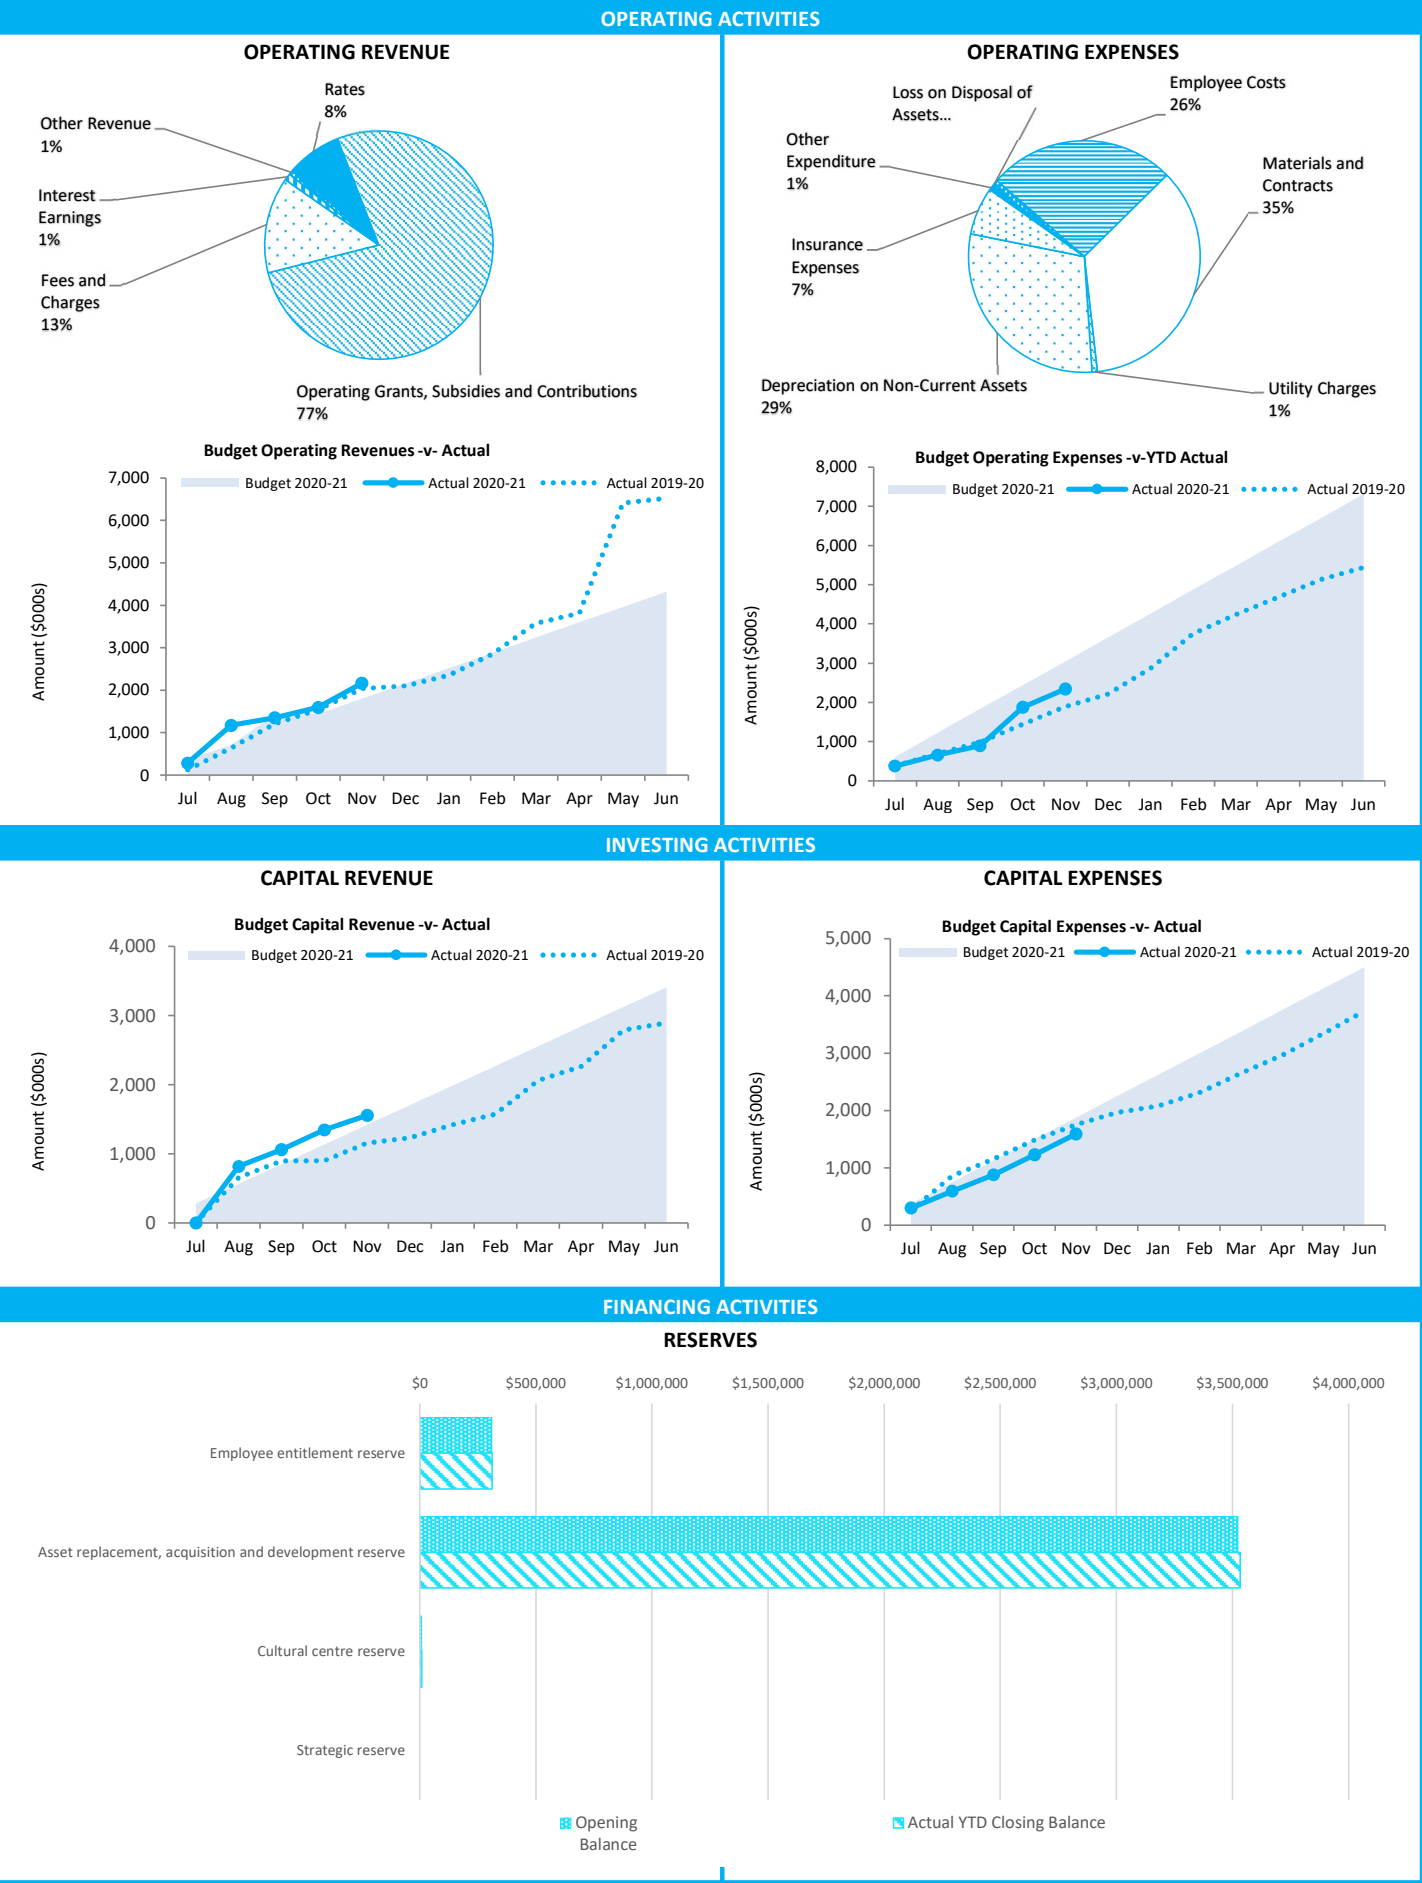 OPERATING ACTIVITIES
OPERATING REVENUE
Rates
8%
Other Revenue
1%
Interest
Earnings
1%
Fees and
Charges
13%
Operating Grants, Subsidies and Contributions
77%
OPERATING EXPENSES
Loss on Disposal of
Assets...
Employee Costs
26%
Other
Expenditure
1%
Materials and
Contracts
35%
Insurance
Expenses
7%
Depreciation on Non-Current Assets
29%
Utility Charges
1%
Budget Operating Revenues -v- Actual
Budget 2020-21 Actual 2020-21 Actual 2019-20
Amount ($000s)
7,000
6,000
5,000
4,000
3,000
2,000
1,000
0
Jul Aug Sep Oct Nov Dec Jan Feb Mar Apr May Jun
Budget Operating Expenses -v-YTD Actual
Budget 2020-21 Actual 2020-21 Actual 2019-20
Amount ($000s)
8,000
7,000
6,000
5,000
4,000
3,000
2,000
1,000
0
Jul Aug Sep Oct Nov Dec Jan Feb Mar Apr May Jun
INVESTING ACTIVITIES
CAPITAL REVENUE
Budget Capital Revenue -v- Actual
Budget 2020-21 Actual 2020-21 Actual 2019-20
Amount ($000s)
4,000
3,000
2,000
1,000
0
Jul Aug Sep Oct Nov Dec Jan Feb Mar Apr May Jun
CAPITAL EXPENSES
Budget Capital Expenses -v- Actual
Budget 2020-21 Actual 2020-21 Actual 2019-20
Amount ($000s)
5,000
4,000
3,000
2,000
1,000
0
Jul Aug Sep Oct Nov Dec Jan Feb Mar Apr May Jun
FINANCING ACTIVITIES
RESERVES
$0 $500,000 $1,000,000 $1,500,000 $2,000,000 $2,500,000 $3,000,000 $3,500,000 $4,000,000
Employee entitlement reserve
Asset replacement, acquisition and development reserve
Cultural centre reserve
Strategic reserve
Opening
Balance
Actual YTD Closing Balance